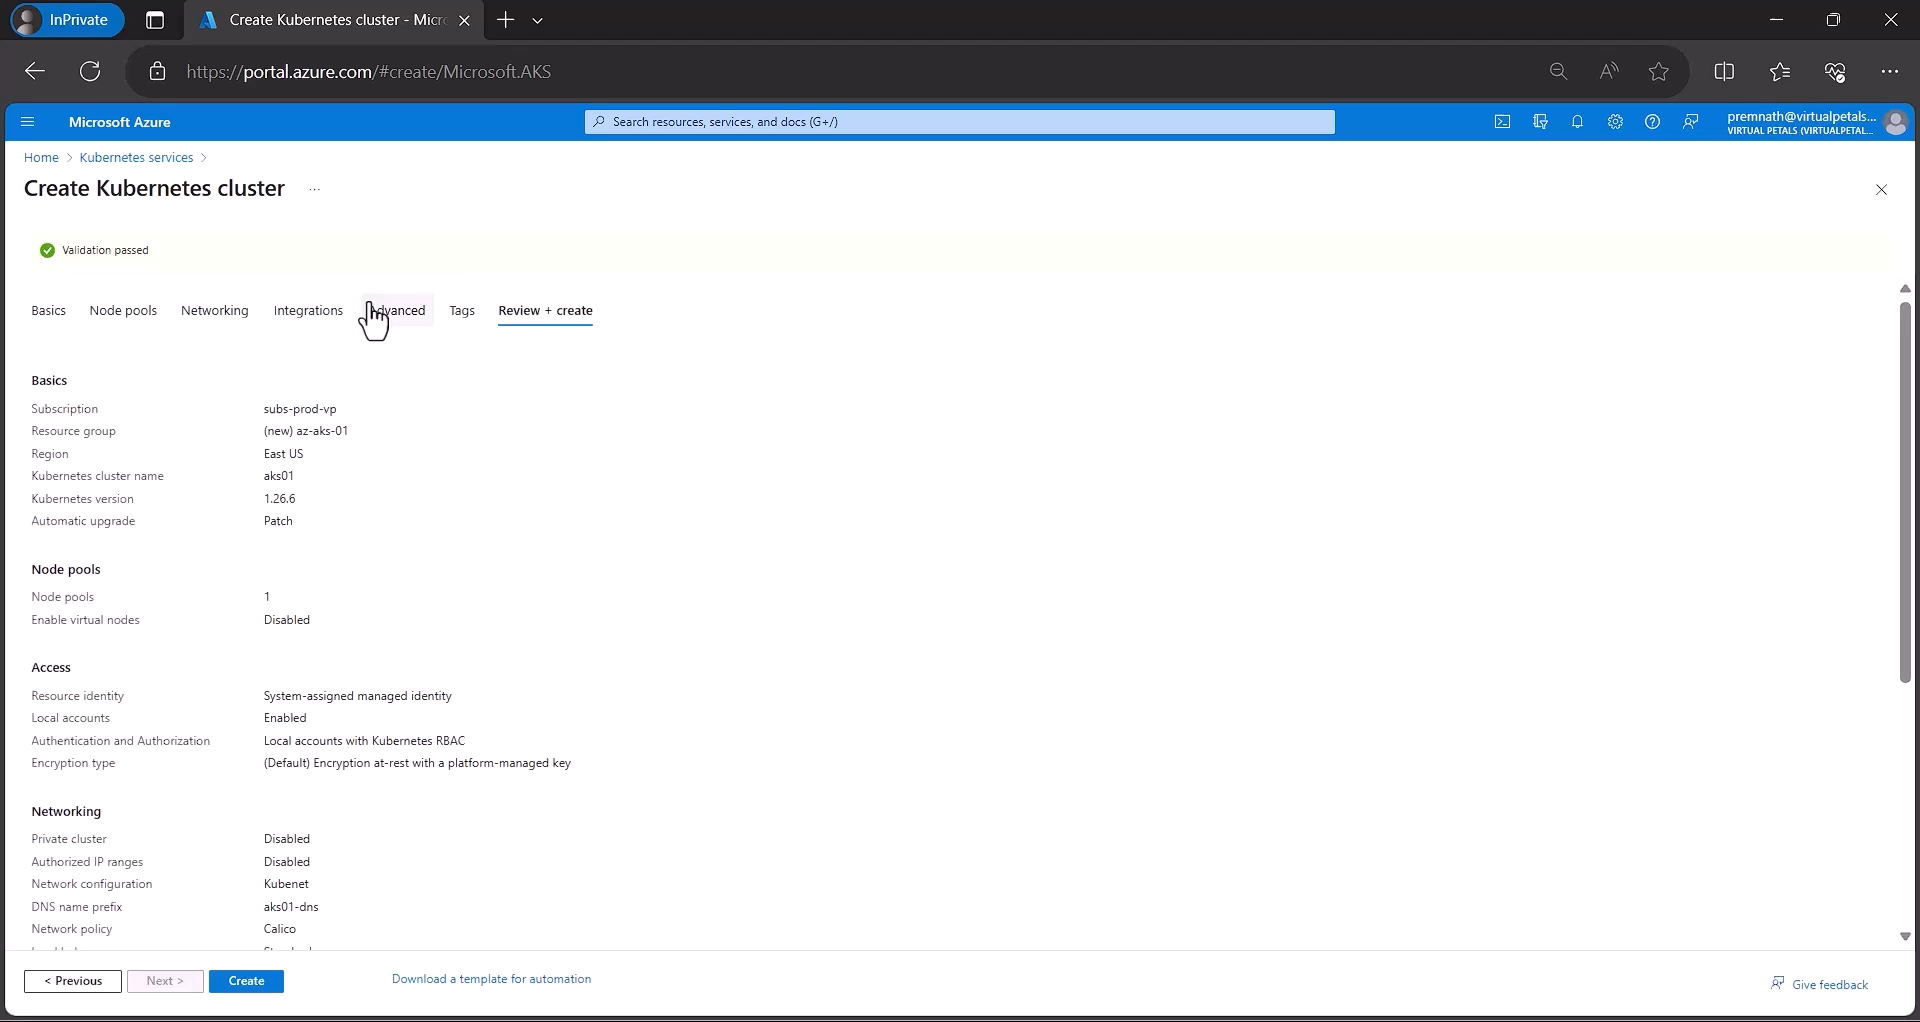 InPrivate
Create Kubernetes cluster - Micr
https://portal.azure.com/#create/Microsoft.AKS
Microsoft Azure
Search resources, services, and docs (G+/)
premnath@virtualpetals...
VIRTUAL PETALS (VIRTUALPETAL...
Home > Kubernetes services >
Create Kubernetes cluster ...
Validation passed
Basics Node pools Networking Integrations Advanced Tags Review + create
Basics
Subscription subs-prod-vp
Resource group (new) az-aks-01
Region East US
Kubernetes cluster name aks01
Kubernetes version 1.26.6
Automatic upgrade Patch
Node pools
Node pools 1
Enable virtual nodes Disabled
Access
Resource identity System-assigned managed identity
Local accounts Enabled
Authentication and Authorization Local accounts with Kubernetes RBAC
Encryption type (Default) Encryption at-rest with a platform-managed key
Networking
Private cluster Disabled
Authorized IP ranges Disabled
Network configuration Kubenet
DNS name prefix aks01-dns
Network policy Calico
< Previous Next > Create Download a template for automation Give feedback